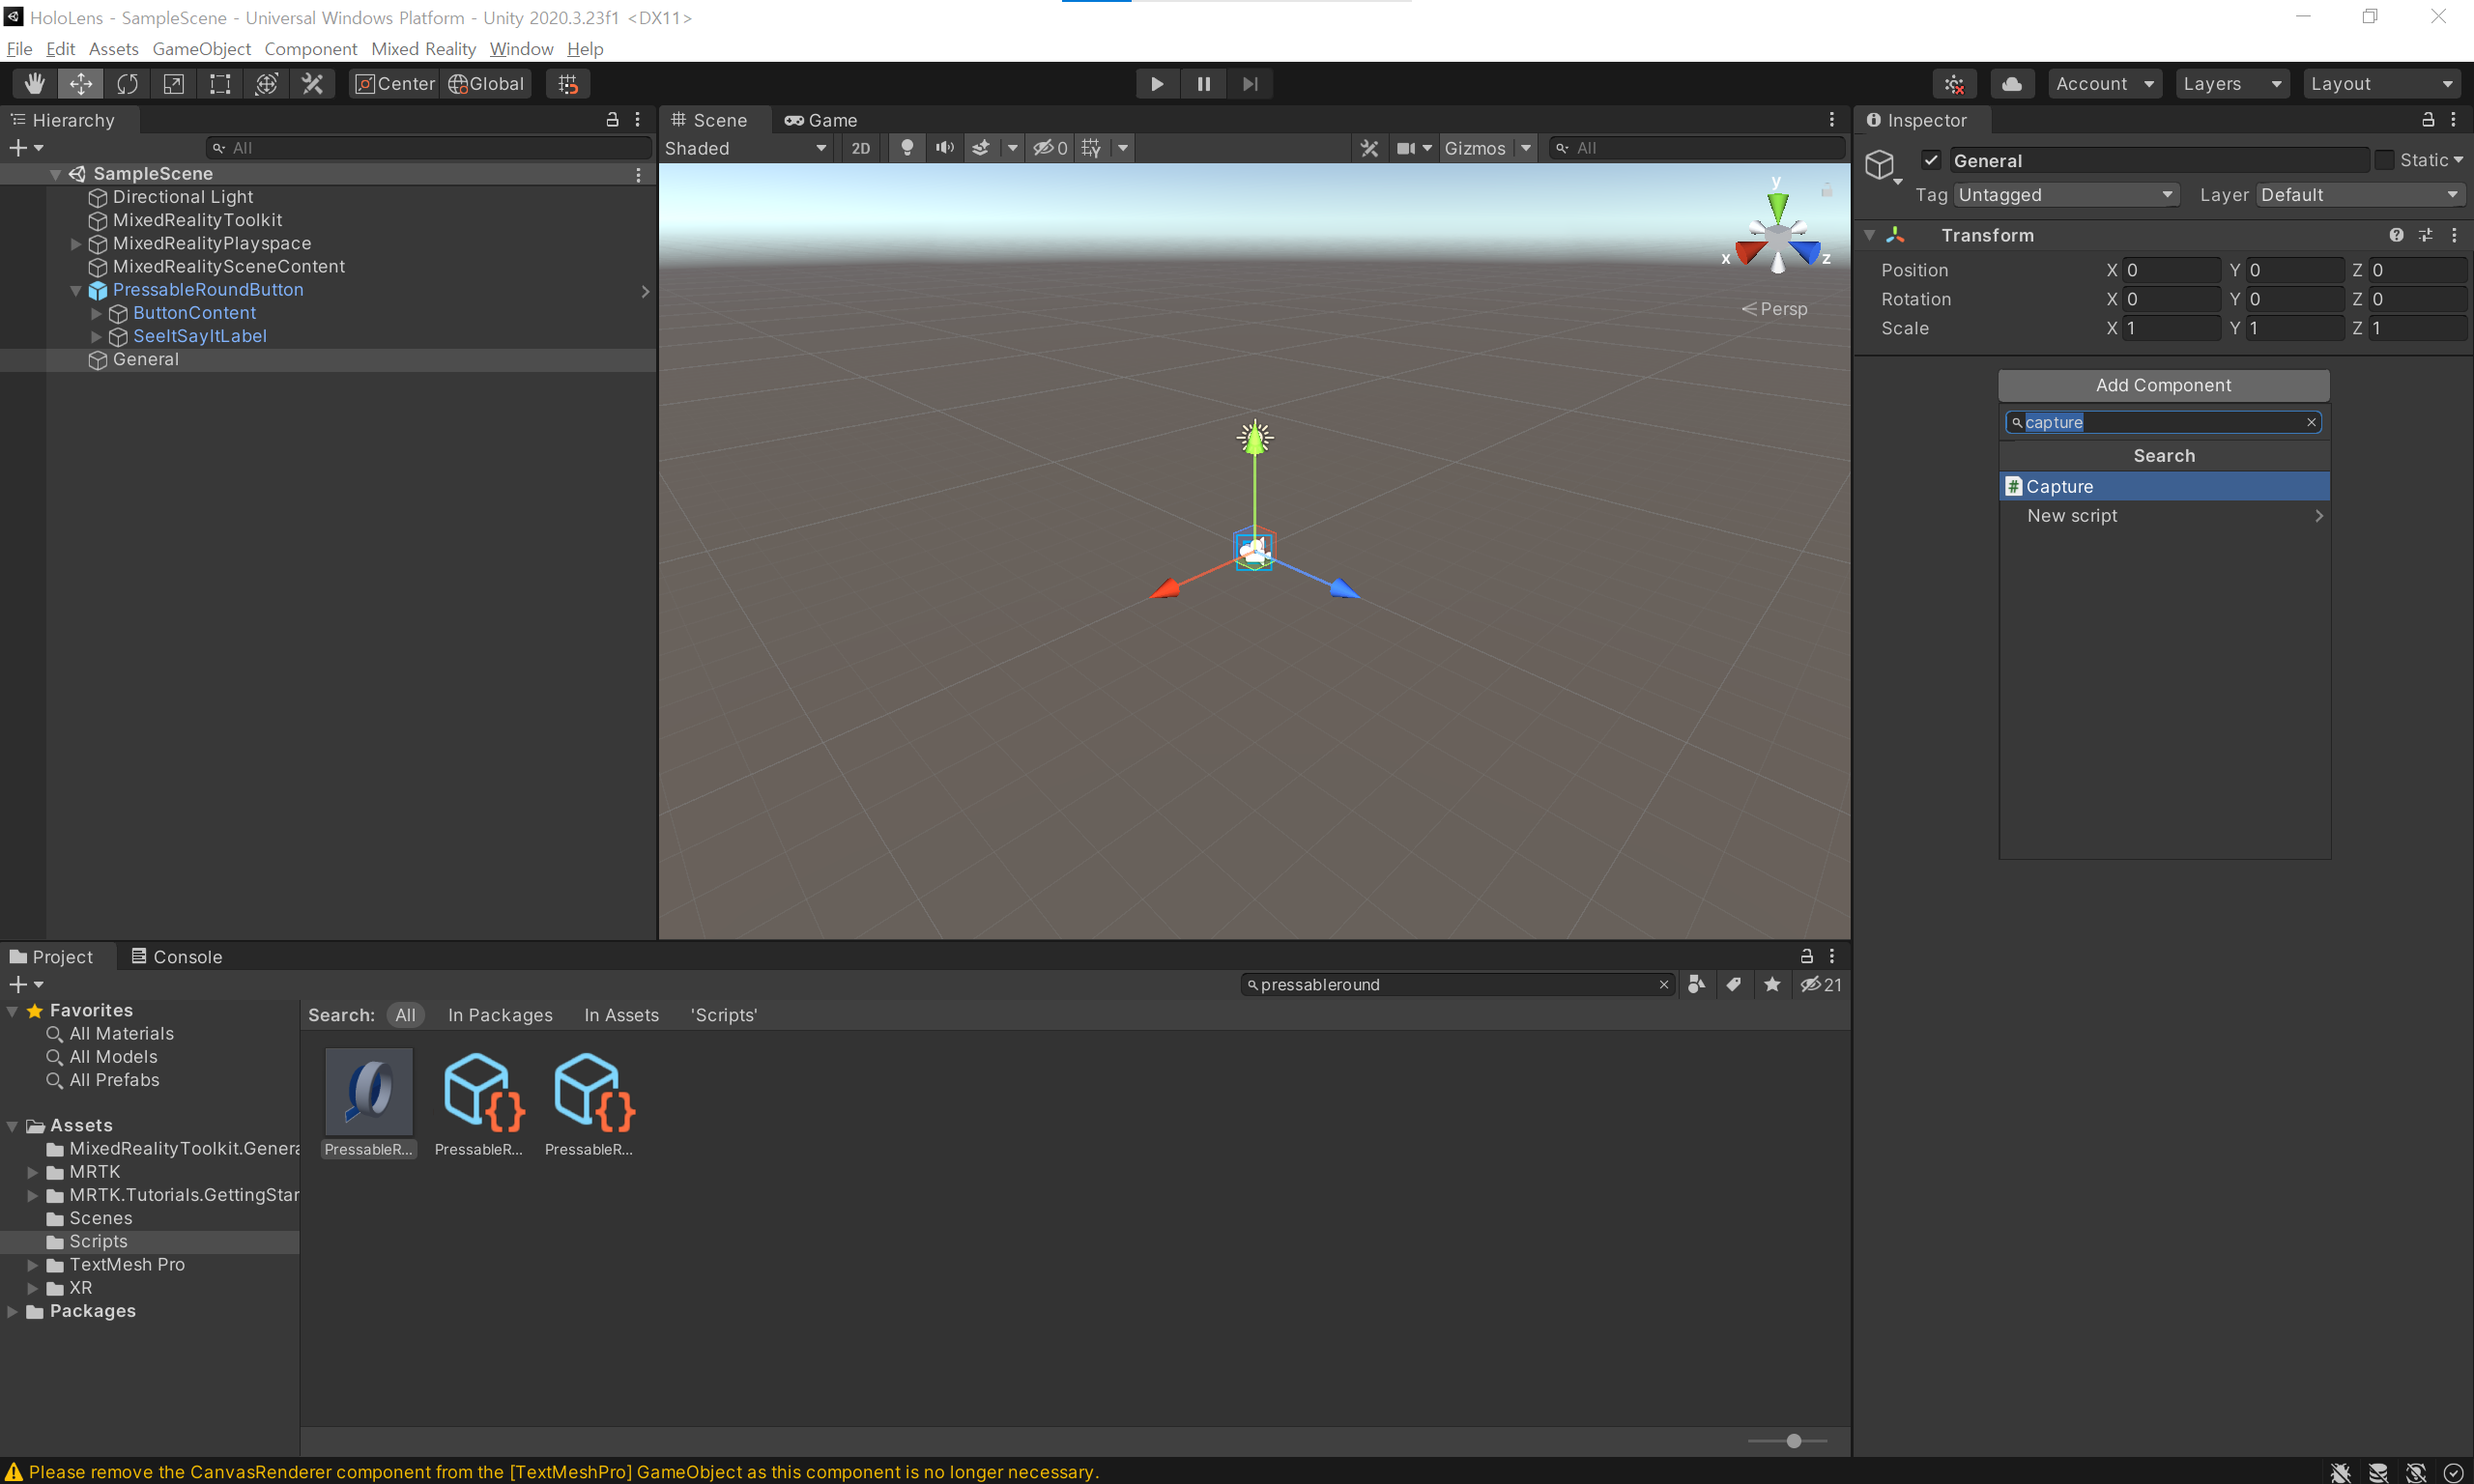 HoloLens - SampleScene - Universal Windows Platform - Unity 2020.3.23f1 <DX11>
File Edit Assets GameObject Component Mixed Reality Window Help
Center Global Account Layers Layout
Hierarchy
All
SampleScene
Directional Light
MixedRealityToolkit
MixedRealityPlayspace
MixedRealitySceneContent
PressableRoundButton
ButtonContent
SeeItSayItLabel
General
Scene Game
Shaded 2D 0 Gizmos All
y
x z
Persp
Inspector
General Static
Tag Untagged Layer Default
Transform
Position X 0 Y 0 Z 0
Rotation X 0 Y 0 Z 0
Scale X 1 Y 1 Z 1
Add Component
capture
Search
# Capture
New script
Project Console
pressableround 21
Favorites
All Materials
All Models
All Prefabs
Assets
MixedRealityToolkit.Genera
MRTK
MRTK.Tutorials.GettingStar
Scenes
Scripts
TextMesh Pro
XR
Packages
Search: All In Packages In Assets 'Scripts'
PressableR... PressableR... PressableR...
Please remove the CanvasRenderer component from the [TextMeshPro] GameObject as this component is no longer necessary.